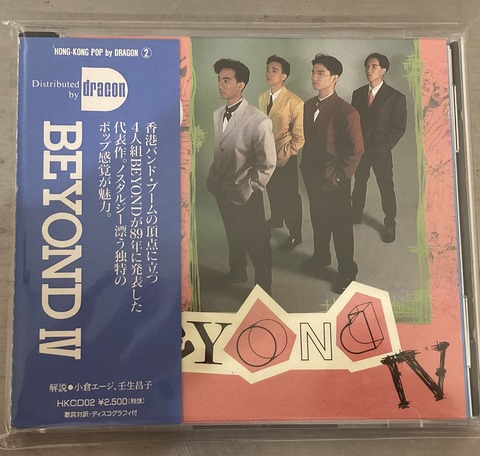 HONG-KONG POP by DRAGON ②
Distributed
by
dragon
BEYOND IV
香港バンド・ブームの頂点に立つ
4人組BEYONDが89年に発表した
代表作。ノスタルジー漂う独特の
ポップ感覚が魅力。
解説●小倉エージ、壬生昌子
HKCD02 ¥2,500(税抜)
歌詞対訳・ディスコグラフィ付
BEYOND
IV